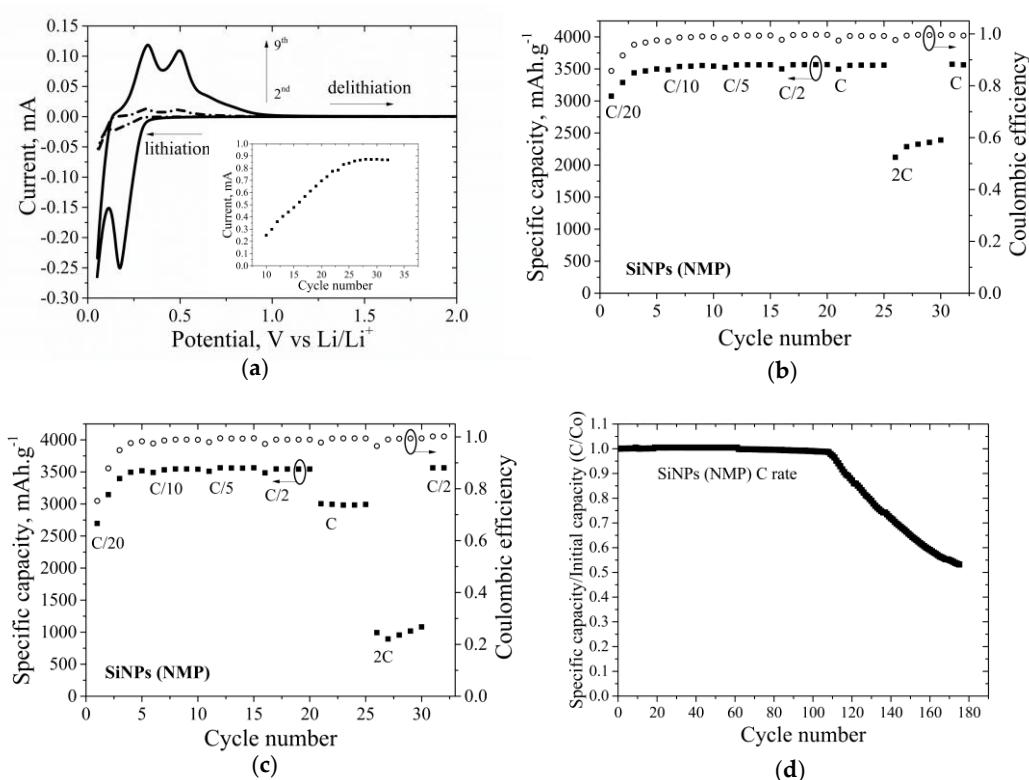 0.15
0.10
0.05
0.00
-0.05
-0.10
-0.15
-0.20
-0.25
-0.30
Current, mA
9th
2nd
delithiation
lithiation
1.0
0.9
0.8
0.7
0.6
0.5
0.4
0.3
0.2
0.1
0.0
Current, mA
10 15 20 25 30 35
Cycle number
0.0 0.5 1.0 1.5 2.0
Potential, V vs Li/Li+
(a)
4000
3500
3000
2500
2000
1500
1000
500
250
0
Specific capacity, mAh.g-1
C/20
C/10
C/5
C/2
C
2C
C
SiNPs (NMP)
1.0
0.8
0.6
0.4
0.2
0.0
Coulombic efficiency
0 5 10 15 20 25 30
Cycle number
(b)
4000
3500
3000
2500
2000
1500
1000
750
500
250
0
Specific capacity, mAh.g-1
C/20
C/10
C/5
C/2
C
2C
C/2
SiNPs (NMP)
1.0
0.8
0.6
0.4
0.2
0.0
Coulombic efficiency
0 5 10 15 20 25 30
Cycle number
(c)
1.1
1.0
0.9
0.8
0.7
0.6
0.5
0.4
0.3
0.2
0.1
0.0
Specific capacity/Initial capacity (C/Co)
SiNPs (NMP) C rate
0 20 40 60 80 100 120 140 160 180
Cycle number
(d)